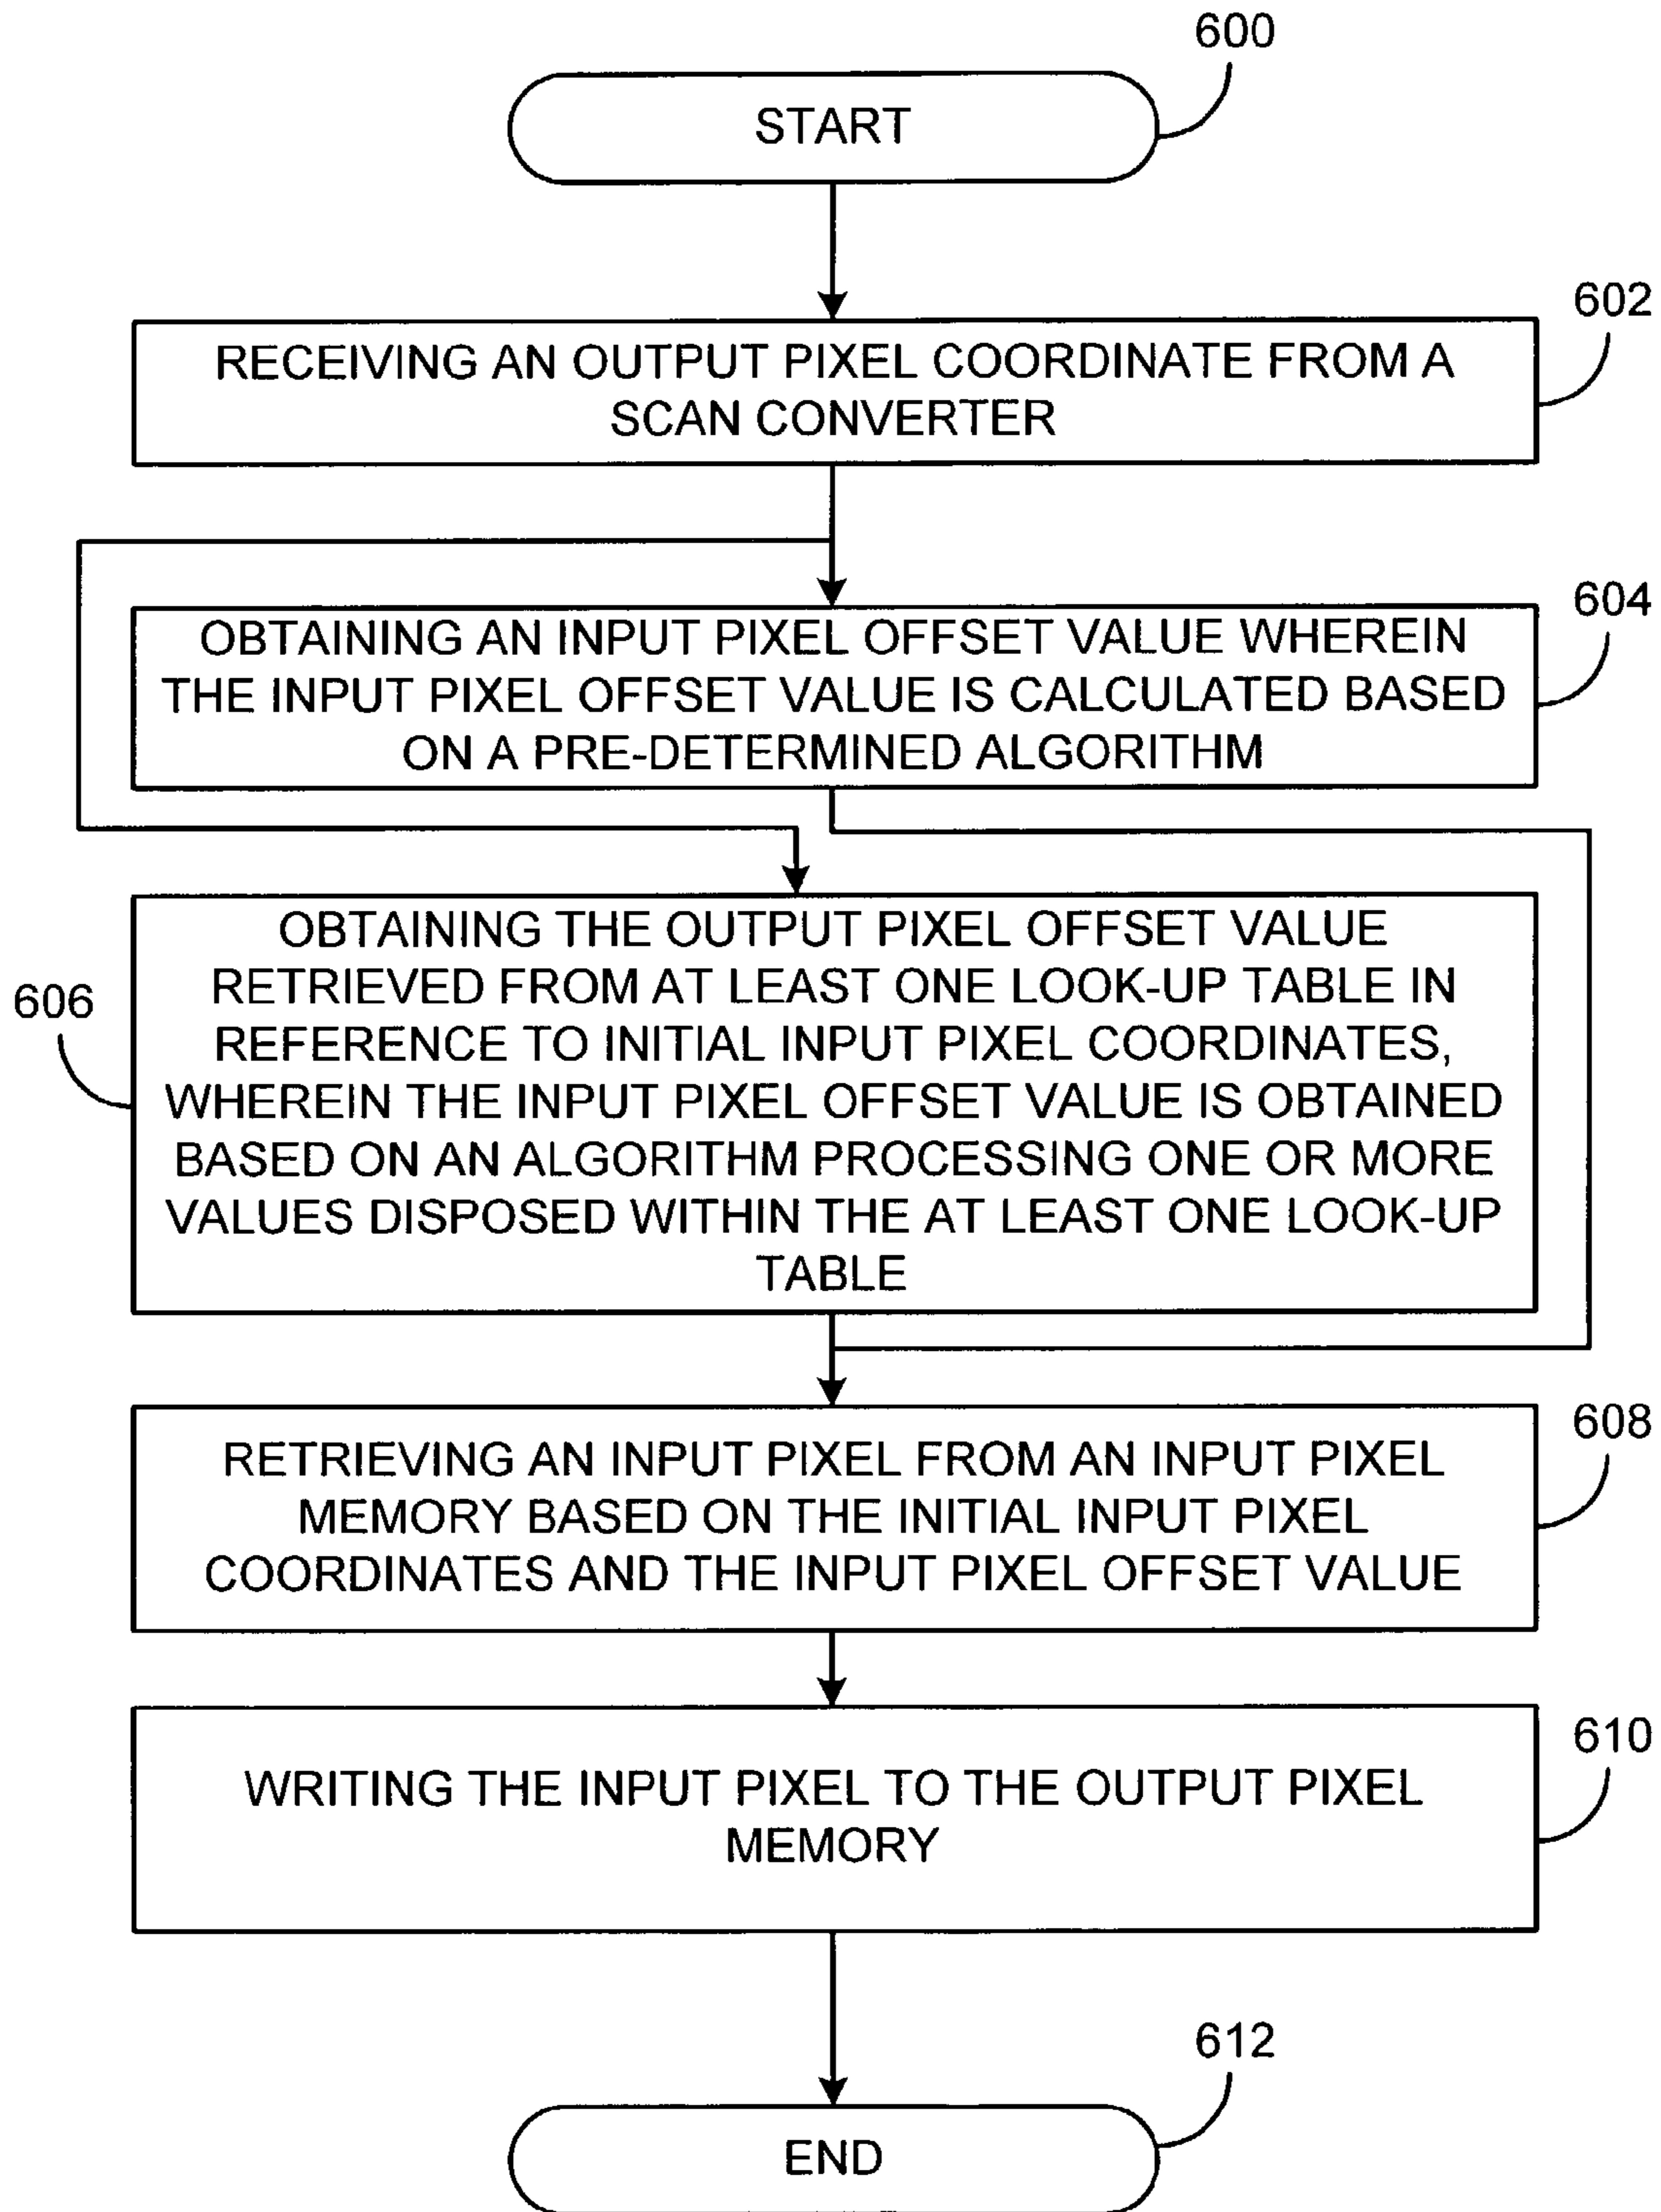 600
START
602
RECEIVING AN OUTPUT PIXEL COORDINATE FROM A
SCAN CONVERTER
604
OBTAINING AN INPUT PIXEL OFFSET VALUE WHEREIN
THE INPUT PIXEL OFFSET VALUE IS CALCULATED BASED
ON A PRE-DETERMINED ALGORITHM
606
OBTAINING THE OUTPUT PIXEL OFFSET VALUE
RETRIEVED FROM AT LEAST ONE LOOK-UP TABLE IN
REFERENCE TO INITIAL INPUT PIXEL COORDINATES,
WHEREIN THE INPUT PIXEL OFFSET VALUE IS OBTAINED
BASED ON AN ALGORITHM PROCESSING ONE OR MORE
VALUES DISPOSED WITHIN THE AT LEAST ONE LOOK-UP
TABLE
608
RETRIEVING AN INPUT PIXEL FROM AN INPUT PIXEL
MEMORY BASED ON THE INITIAL INPUT PIXEL
COORDINATES AND THE INPUT PIXEL OFFSET VALUE
610
WRITING THE INPUT PIXEL TO THE OUTPUT PIXEL
MEMORY
612
END